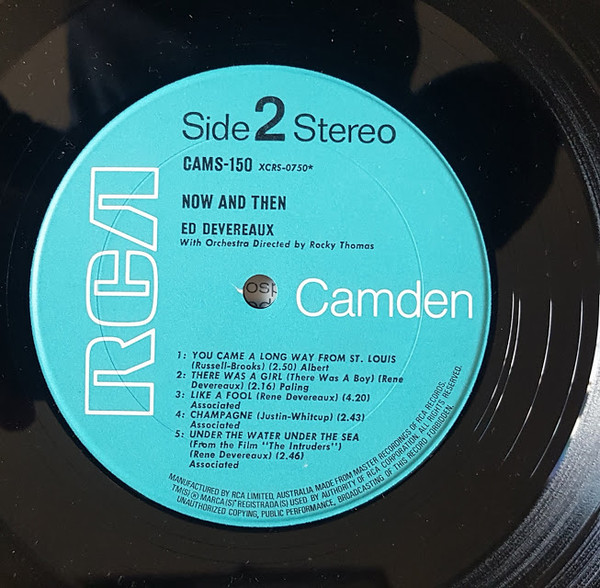 Side 2 Stereo
CAMS-150 XCRS-0750*
NOW AND THEN
ED DEVEREAUX
With Orchestra Directed by Rocky Thomas
RCA
Camden
1: YOU CAME A LONG WAY FROM ST. LOUIS
(Russell-Brooks) (2.50) Albert
2: THERE WAS A GIRL (There Was A Boy) (Rene
Devereaux) (2.16) Paling
3: LIKE A FOOL (Rene Devereaux) (4.20)
Associated
4: CHAMPAGNE (Justin-Whitcup) (2.43)
Associated
5: UNDER THE WATER UNDER THE SEA
(From the Film "The Intruders")
(Rene Devereaux) (2.46)
Associated
MANUFACTURED BY RCA LIMITED, AUSTRALIA MADE FROM MASTER RECORDINGS OF RCA RECORDS.
TM(S) ® MARCA(S) REGISTRADA(S) USED BY AUTHORITY OF RCA CORPORATION. ALL RIGHTS RESERVED.
UNAUTHORIZED COPYING, PUBLIC PERFORMANCE, BROADCASTING OF THIS RECORD FORBIDDEN.